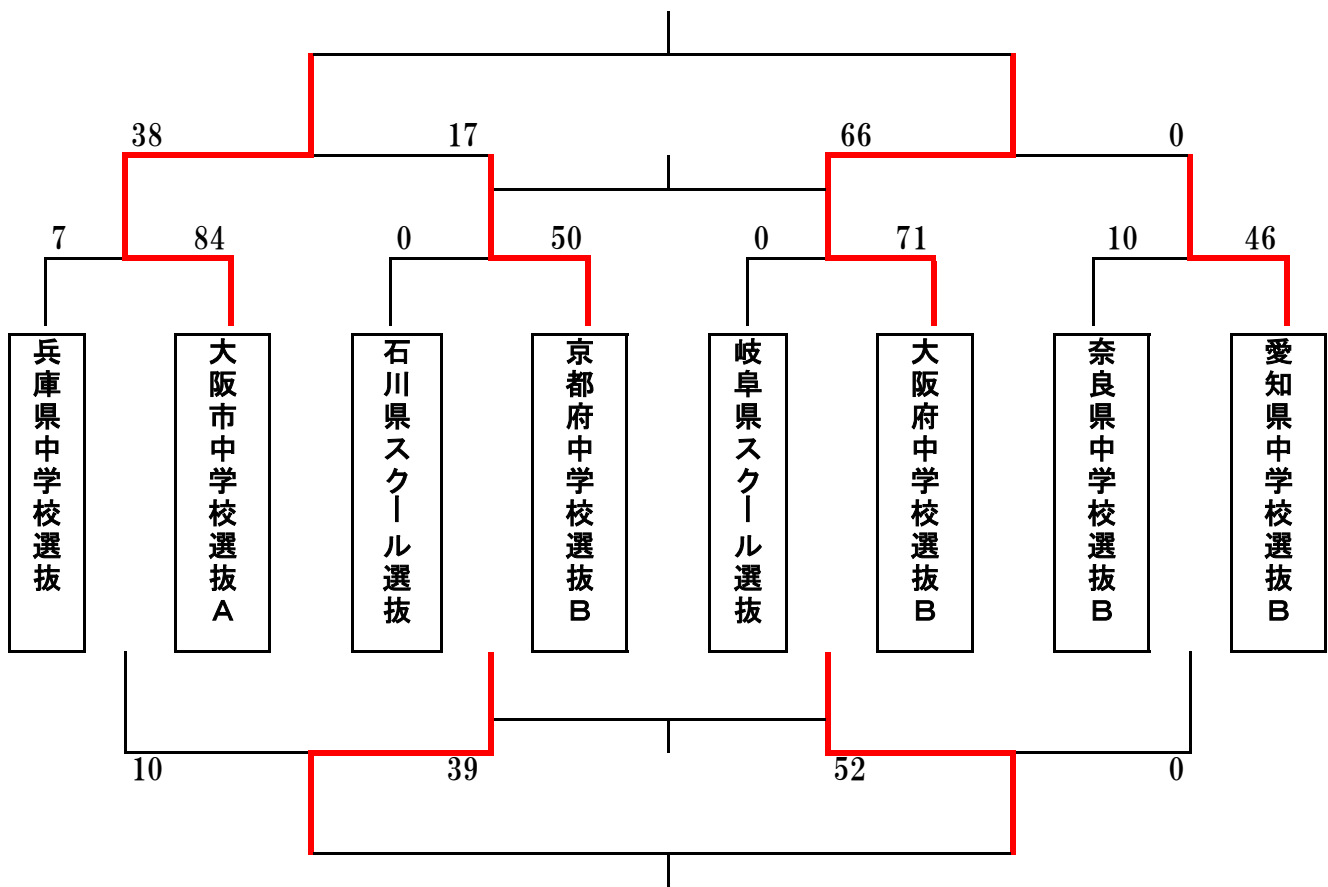 38 17 66 0
7 84 0 50 0 71 10 46
兵庫県中学校選抜
大阪市中学校選抜A
石川県スクール選抜
京都府中学校選抜B
岐阜県スクール選抜
大阪府中学校選抜B
奈良県中学校選抜B
愛知県中学校選抜B
10 39 52 0